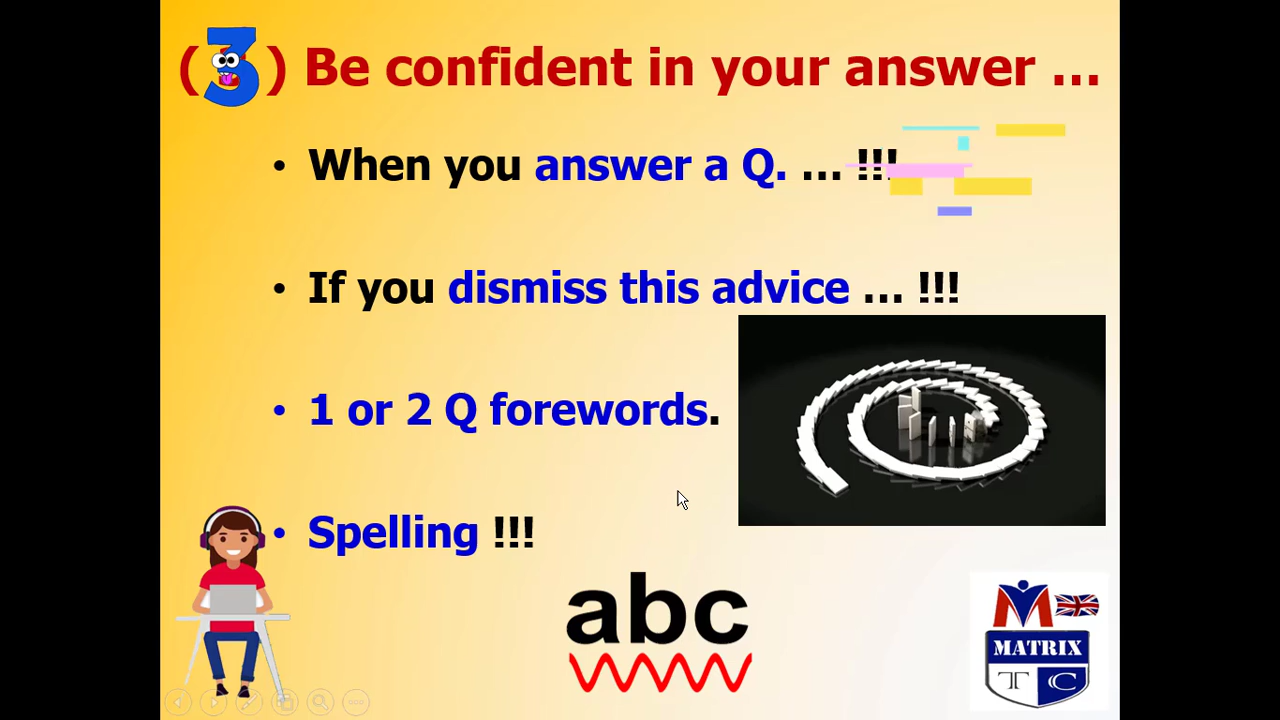 (3) Be confident in your answer ...
• When you answer a Q. ... !!!
• If you dismiss this advice ... !!!
• 1 or 2 Q forewords.
• Spelling !!!
abc
MATRIX
T C